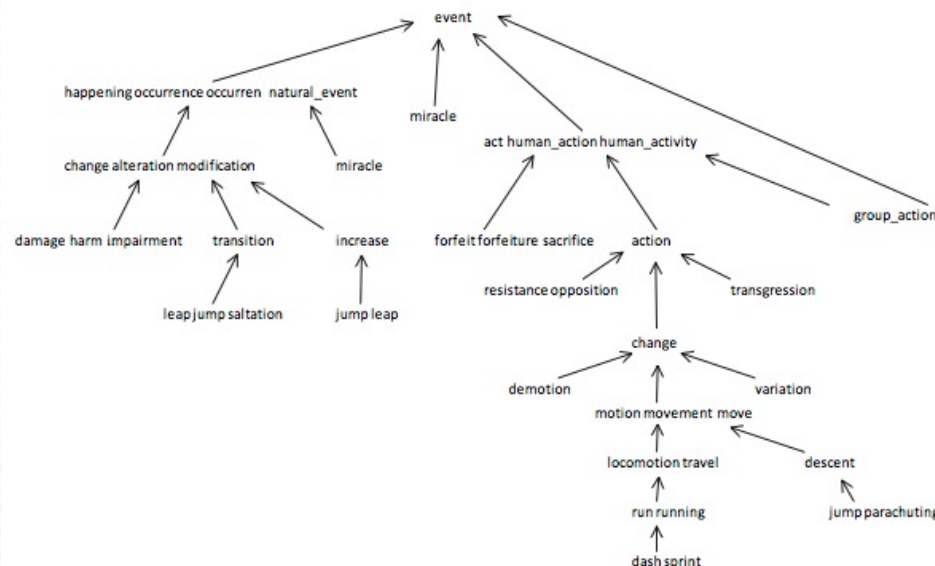 event
happening occurrence occurren natural_event
miracle
act human_action human_activity
change alteration modification
miracle
group_action
damage harm impairment
transition
increase
forfeit forfeiture sacrifice
action
resistance opposition
transgression
leap jump saltation
jump leap
change
demotion
variation
motion movement move
locomotion travel
descent
run running
jump parachuting
dash sprint